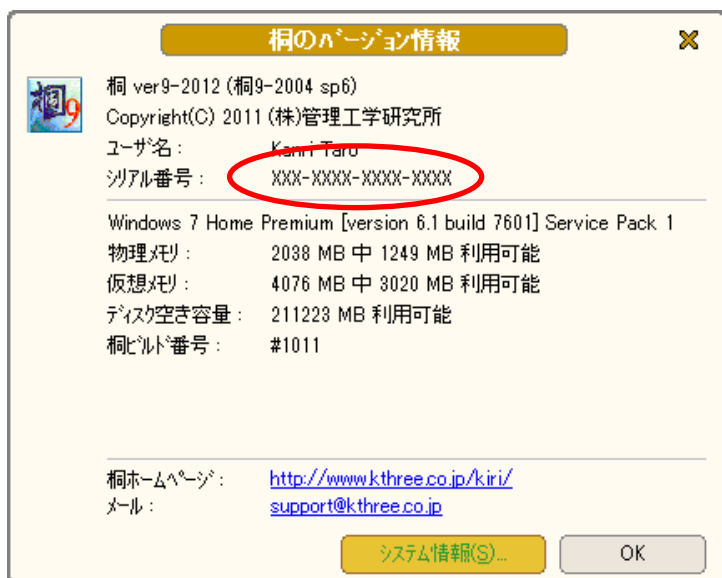 桐のバージョン情報
桐9
桐 ver9-2012 (桐9-2004 sp6)
Copyright(C) 2011 (株)管理工学研究所
ユーザ名 : Kanri Taro
シリアル番号 : XXX-XXXX-XXXX-XXXX
Windows 7 Home Premium [version 6.1 build 7601] Service Pack 1
物理メモリ : 2038 MB 中 1249 MB 利用可能
仮想メモリ : 4076 MB 中 3020 MB 利用可能
ディスク空き容量 : 211223 MB 利用可能
桐ビルド番号 : #1011
桐ホームページ : http://www.kthree.co.jp/kiri/
メール : support@kthree.co.jp
システム情報(S)... OK